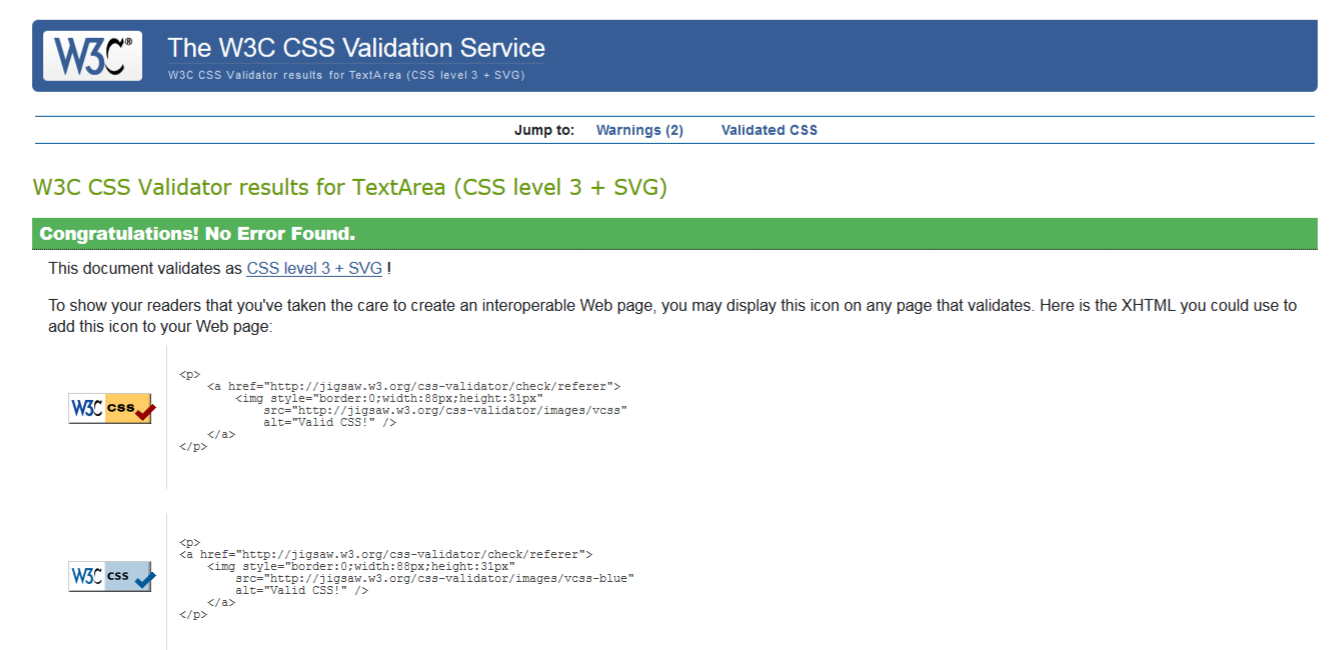 W3C®
The W3C CSS Validation Service
W3C CSS Validator results for TextArea (CSS level 3 + SVG)
Jump to: Warnings (2) Validated CSS
W3C CSS Validator results for TextArea (CSS level 3 + SVG)
Congratulations! No Error Found.
This document validates as CSS level 3 + SVG !
To show your readers that you've taken the care to create an interoperable Web page, you may display this icon on any page that validates. Here is the XHTML you could use to
add this icon to your Web page:
W3C css
<p>
    <a href="http://jigsaw.w3.org/css-validator/check/referer">
        <img style="border:0;width:88px;height:31px"
            src="http://jigsaw.w3.org/css-validator/images/vcss"
            alt="Valid CSS!" />
    </a>
</p>
W3C css
<p>
<a href="http://jigsaw.w3.org/css-validator/check/referer">
    <img style="border:0;width:88px;height:31px"
        src="http://jigsaw.w3.org/css-validator/images/vcss-blue"
        alt="Valid CSS!" />
    </a>
</p>